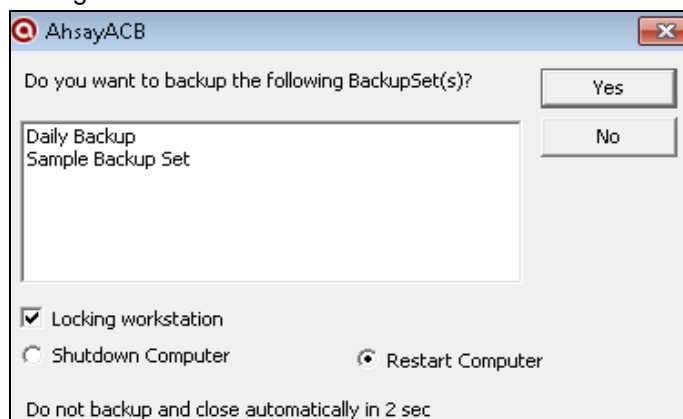 AhsayACB
Do you want to backup the following BackupSet(s)?
Yes
No
Daily Backup
Sample Backup Set
Locking workstation
Shutdown Computer
Restart Computer
Do not backup and close automatically in 2 sec